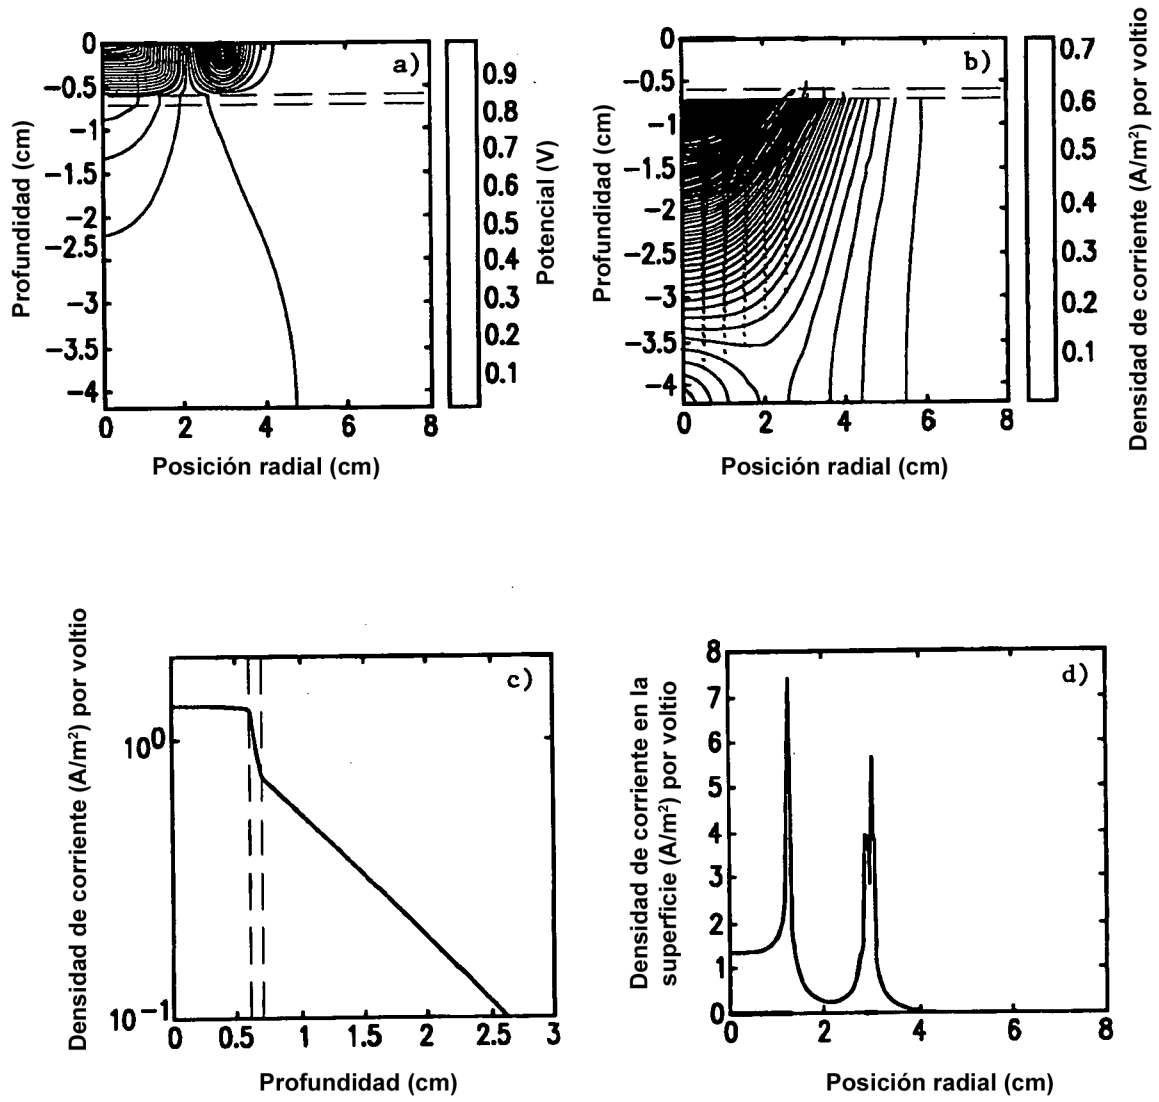 a)
0
-0.5
-1
-1.5
-2
-2.5
-3
-3.5
-4
0 2 4 6 8
Profundidad (cm)
Posición radial (cm)
0.9
0.8
0.7
0.6
0.5
0.4
0.3
0.2
0.1
Potencial (V)
b)
0
-0.5
-1
-1.5
-2
-2.5
-3
-3.5
-4
0 2 4 6 8
Profundidad (cm)
Posición radial (cm)
0.7
0.6
0.5
0.4
0.3
0.2
0.1
Densidad de corriente (A/m²) por voltio
c)
10⁰
10⁻¹
0 0.5 1 1.5 2 2.5 3
Densidad de corriente (A/m²) por voltio
Profundidad (cm)
d)
8
7
6
5
4
3
2
1
0
0 2 4 6 8
Densidad de corriente en la
superficie (A/m²) por voltio
Posición radial (cm)